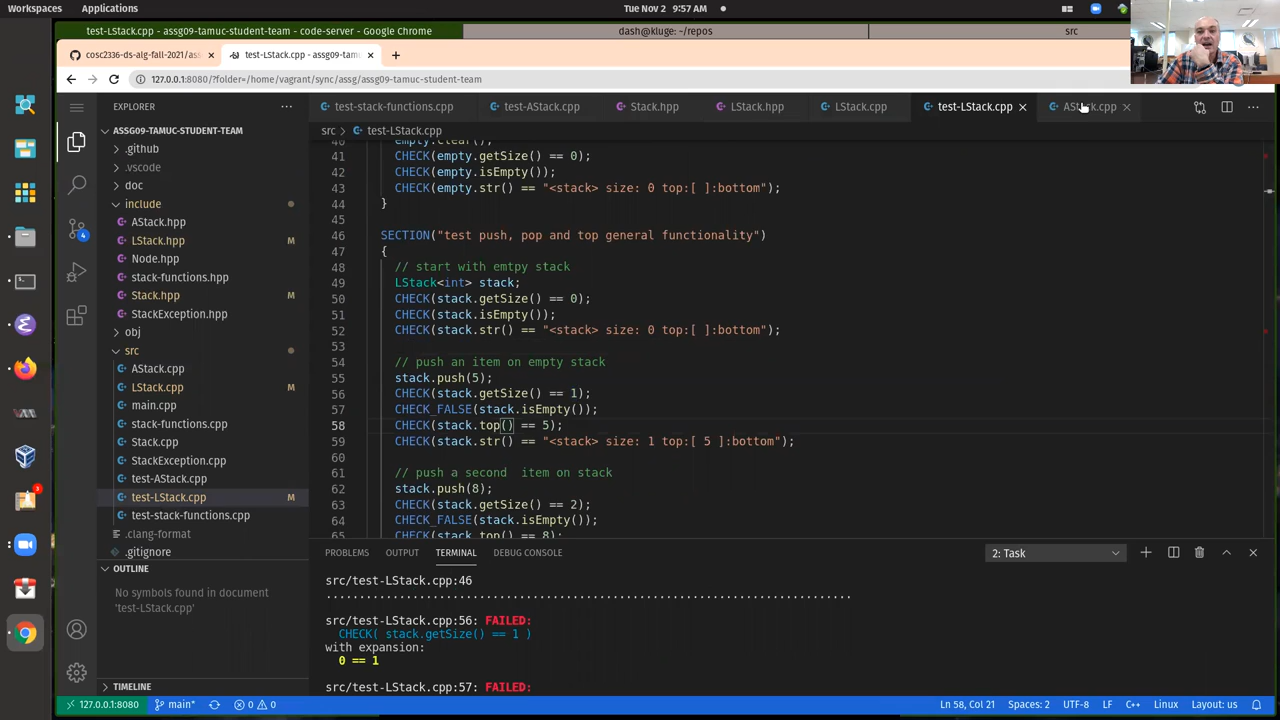 Workspaces Applications Tue Nov 2 9:57 AM
test-LStack.cpp - assg09-tamuc-student-team - code-server - Google Chrome dash@kluge: ~/repos src
cosc2336-ds-alg-fall-2021/as test-LStack.cpp - assg09-tamu
127.0.0.1:8080/?folder=/home/vagrant/sync/assg/assg09-tamuc-student-team
EXPLORER
test-stack-functions.cpp test-AStack.cpp Stack.hpp LStack.hpp LStack.cpp test-LStack.cpp AStack.cpp
ASSG09-TAMUC-STUDENT-TEAM
.github
.vscode
doc
include
AStack.hpp
LStack.hpp M
Node.hpp
stack-functions.hpp
Stack.hpp M
StackException.hpp
obj
src
AStack.cpp
LStack.cpp M
main.cpp
stack-functions.cpp
Stack.cpp
StackException.cpp
test-AStack.cpp
test-LStack.cpp M
test-stack-functions.cpp
.clang-format
.gitignore
OUTLINE
No symbols found in document
'test-LStack.cpp'
TIMELINE
4
3
src test-LStack.cpp
40 empty.clear();
41 CHECK(empty.getSize() == 0);
42 CHECK(empty.isEmpty());
43 CHECK(empty.str() == "<stack> size: 0 top:[ ]:bottom");
44 }
45
46 SECTION("test push, pop and top general functionality")
47 {
48 // start with emtpy stack
49 LStack<int> stack;
50 CHECK(stack.getSize() == 0);
51 CHECK(stack.isEmpty());
52 CHECK(stack.str() == "<stack> size: 0 top:[ ]:bottom");
53
54 // push an item on empty stack
55 stack.push(5);
56 CHECK(stack.getSize() == 1);
57 CHECK_FALSE(stack.isEmpty());
58 CHECK(stack.top() == 5);
59 CHECK(stack.str() == "<stack> size: 1 top:[ 5 ]:bottom");
60
61 // push a second  item on stack
62 stack.push(8);
63 CHECK(stack.getSize() == 2);
64 CHECK_FALSE(stack.isEmpty());
65 CHECK(stack.top() == 8);
PROBLEMS OUTPUT TERMINAL DEBUG CONSOLE 2: Task
src/test-LStack.cpp:46
...............................................................................
src/test-LStack.cpp:56: FAILED:
CHECK( stack.getSize() == 1 )
with expansion:
0 == 1
src/test-LStack.cpp:57: FAILED:
127.0.0.1:8080 main* 0 0 Ln 58, Col 21 Spaces: 2 UTF-8 LF C++ Linux Layout: us